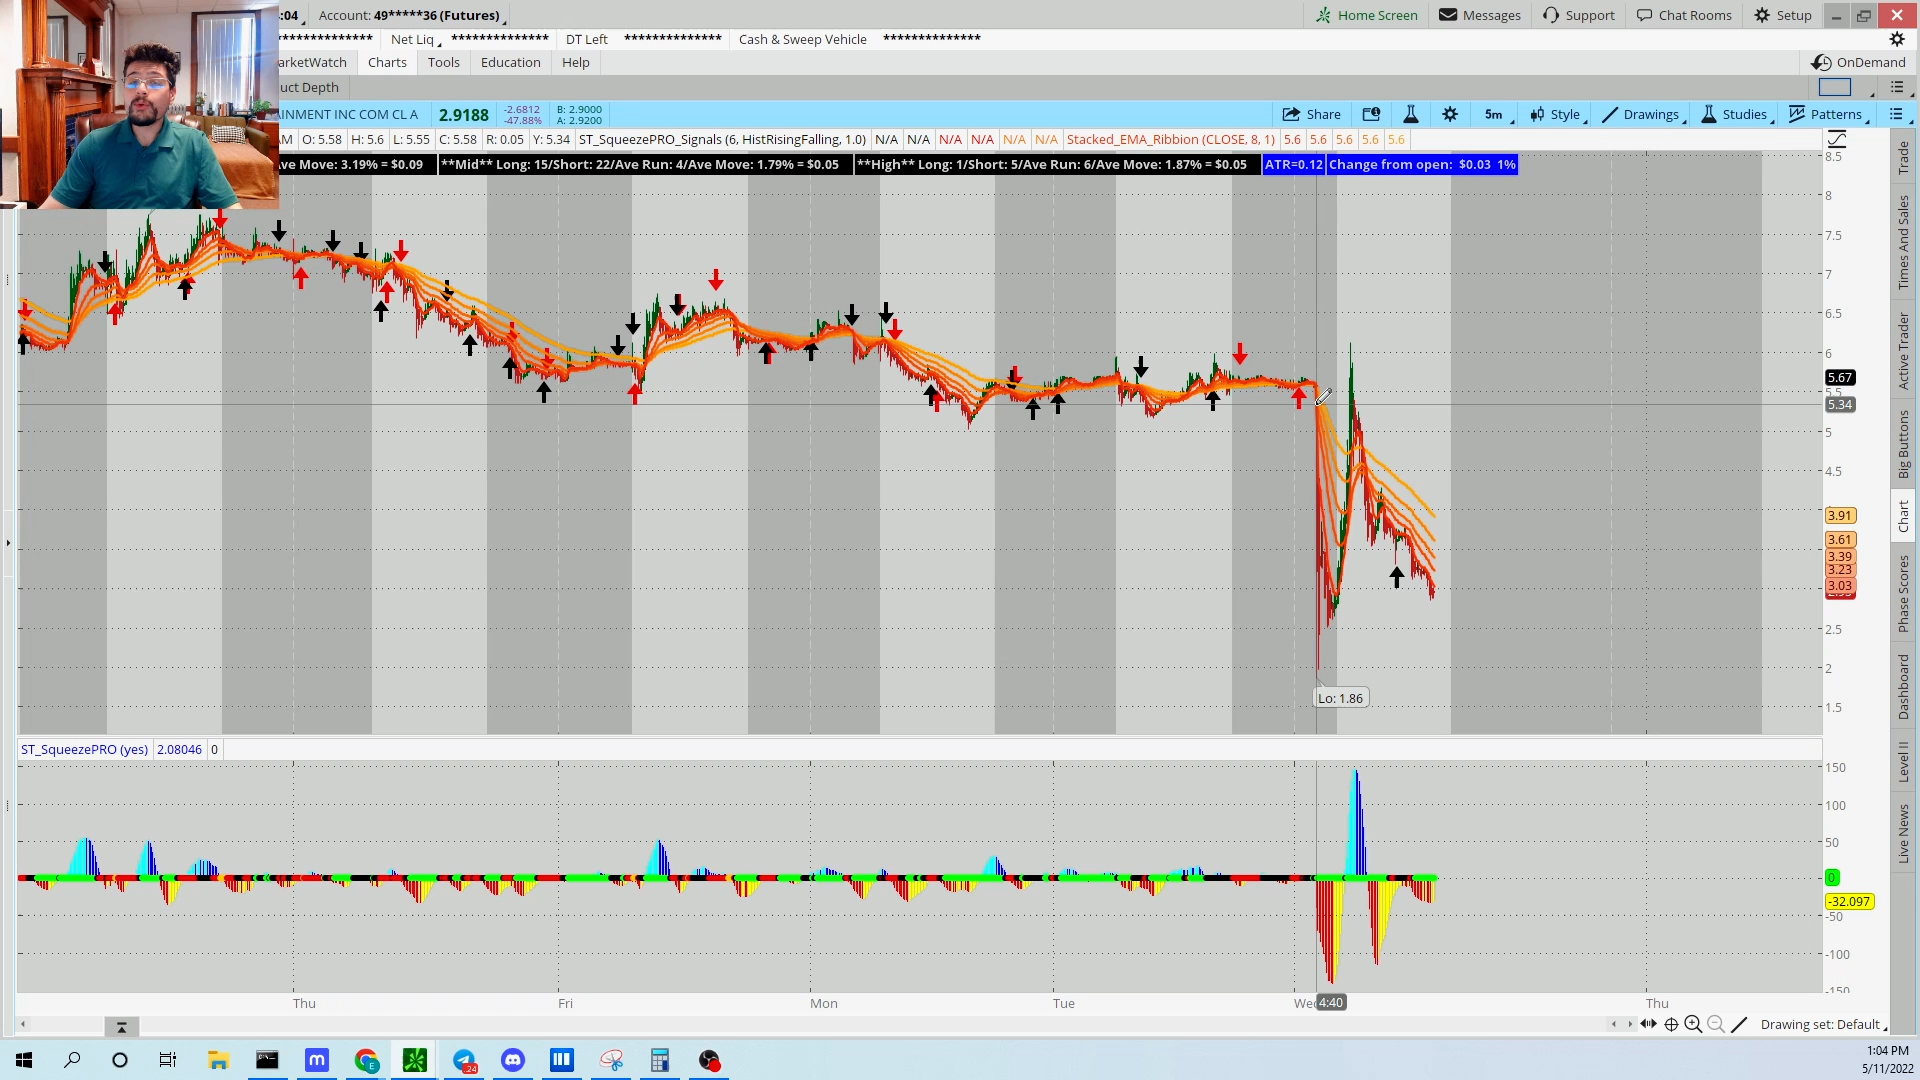 :04 Account: 49*****36 (Futures) Home Screen Messages Support Chat Rooms Setup
************** Net Liq ************** DT Left ************** Cash & Sweep Vehicle **************
arketWatch Charts Tools Education Help OnDemand
uct Depth
AINMENT INC COM CL A 2.9188 -2.6812 -47.88% B: 2.9000 A: 2.9200 Share 5m Style Drawings Studies Patterns
O: 5.58 H: 5.6 L: 5.55 C: 5.58 R: 0.05 Y: 5.34 ST_SqueezePRO_Signals (6, HistRisingFalling, 1.0) N/A N/A N/A N/A N/A N/A Stacked_EMA_Ribbion (CLOSE, 8, 1) 5.6 5.6 5.6 5.6 5.6
ve Move: 3.19% = $0.09 **Mid** Long: 15/Short: 22/Ave Run: 4/Ave Move: 1.79% = $0.05 **High** Long: 1/Short: 5/Ave Run: 6/Ave Move: 1.87% = $0.05 ATR=0.12 Change from open: $0.03 1%
8.5
8
7.5
7
6.5
6
5.67
5.34
5
4.5
3.91
3.61
3.39
3.23
3.03
2.5
2
Lo: 1.86
1.5
ST_SqueezePRO (yes) 2.08046 0
150
100
50
0
-32.097
-50
-100
-150
Thu Fri Mon Tue We 4:40 Thu
Drawing set: Default
Trade
Times And Sales
Active Trader
Big Buttons
Chart
Phase Scores
Dashboard
Level II
Live News
24
1:04 PM
5/11/2022